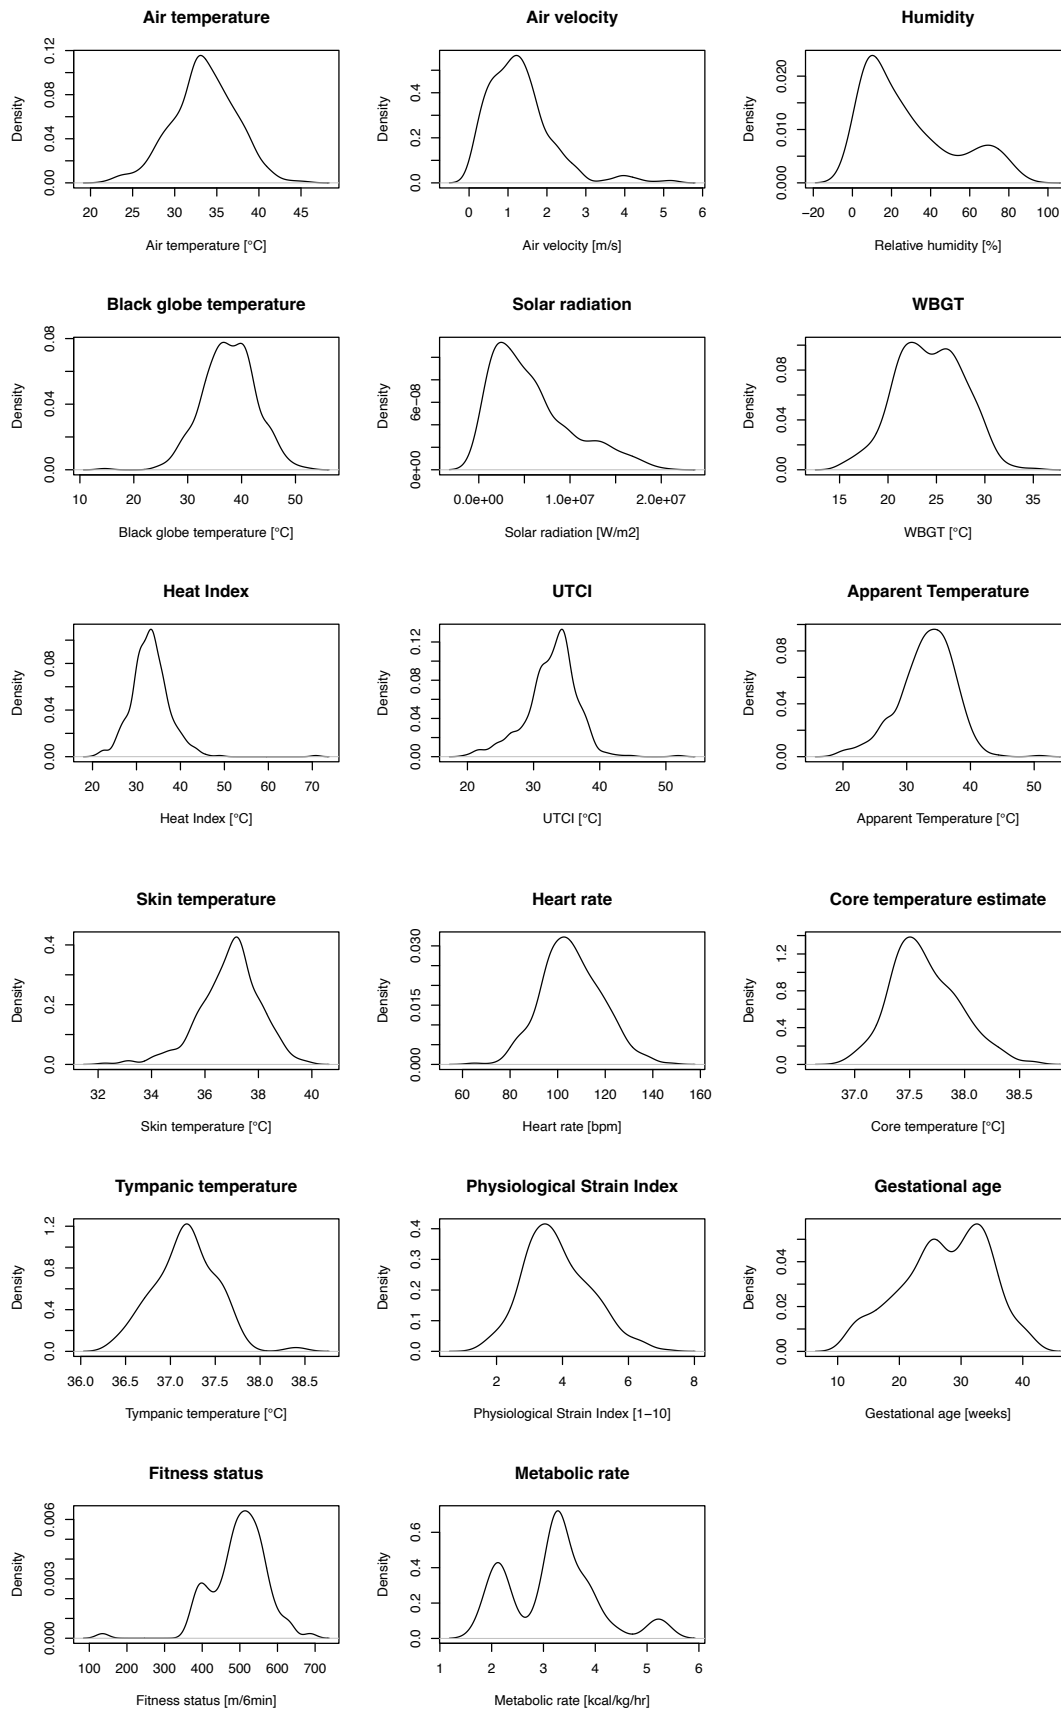 Air temperature
Air velocity
Humidity
Density
0.00 0.04 0.08 0.12
20 25 30 35 40 45
Air temperature [°C]
Density
0.0 0.2 0.4
0 1 2 3 4 5 6
Air velocity [m/s]
Density
0.000 0.010 0.020
−20 0 20 40 60 80 100
Relative humidity [%]
Black globe temperature
Solar radiation
WBGT
Density
0.00 0.04 0.08
10 20 30 40 50
Black globe temperature [°C]
Density
0e+00 6e−08
0.0e+00 1.0e+07 2.0e+07
Solar radiation [W/m2]
Density
0.00 0.04 0.08
15 20 25 30 35
WBGT [°C]
Heat Index
UTCI
Apparent Temperature
Density
0.00 0.04 0.08
20 30 40 50 60 70
Heat Index [°C]
Density
0.00 0.04 0.08 0.12
20 30 40 50
UTCI [°C]
Density
0.00 0.04 0.08
20 30 40 50
Apparent Temperature [°C]
Skin temperature
Heart rate
Core temperature estimate
Density
0.0 0.2 0.4
32 34 36 38 40
Skin temperature [°C]
Density
0.000 0.015 0.030
60 80 100 120 140 160
Heart rate [bpm]
Density
0.0 0.4 0.8 1.2
37.0 37.5 38.0 38.5
Core temperature [°C]
Tympanic temperature
Physiological Strain Index
Gestational age
Density
0.0 0.4 0.8 1.2
36.0 36.5 37.0 37.5 38.0 38.5
Tympanic temperature [°C]
Density
0.0 0.1 0.2 0.3 0.4
2 4 6 8
Physiological Strain Index [1−10]
Density
0.00 0.02 0.04
10 20 30 40
Gestational age [weeks]
Fitness status
Metabolic rate
Density
0.000 0.003 0.006
100 200 300 400 500 600 700
Fitness status [m/6min]
Density
0.0 0.2 0.4 0.6
1 2 3 4 5 6
Metabolic rate [kcal/kg/hr]